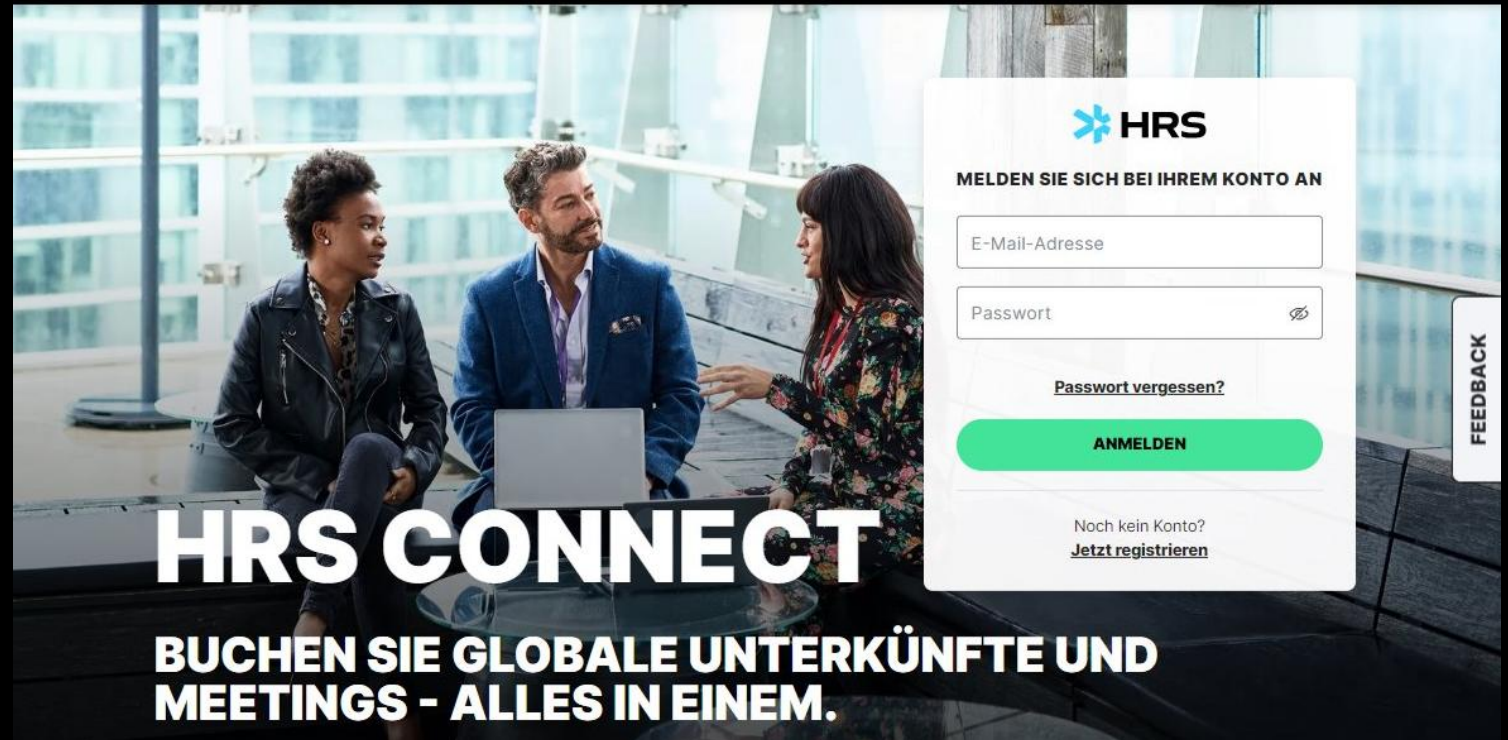 HRS
MELDEN SIE SICH BEI IHREM KONTO AN
E-Mail-Adresse
Passwort
Passwort vergessen?
ANMELDEN
Noch kein Konto?
Jetzt registrieren
FEEDBACK
HRS CONNECT
BUCHEN SIE GLOBALE UNTERKÜNFTE UND
MEETINGS - ALLES IN EINEM.